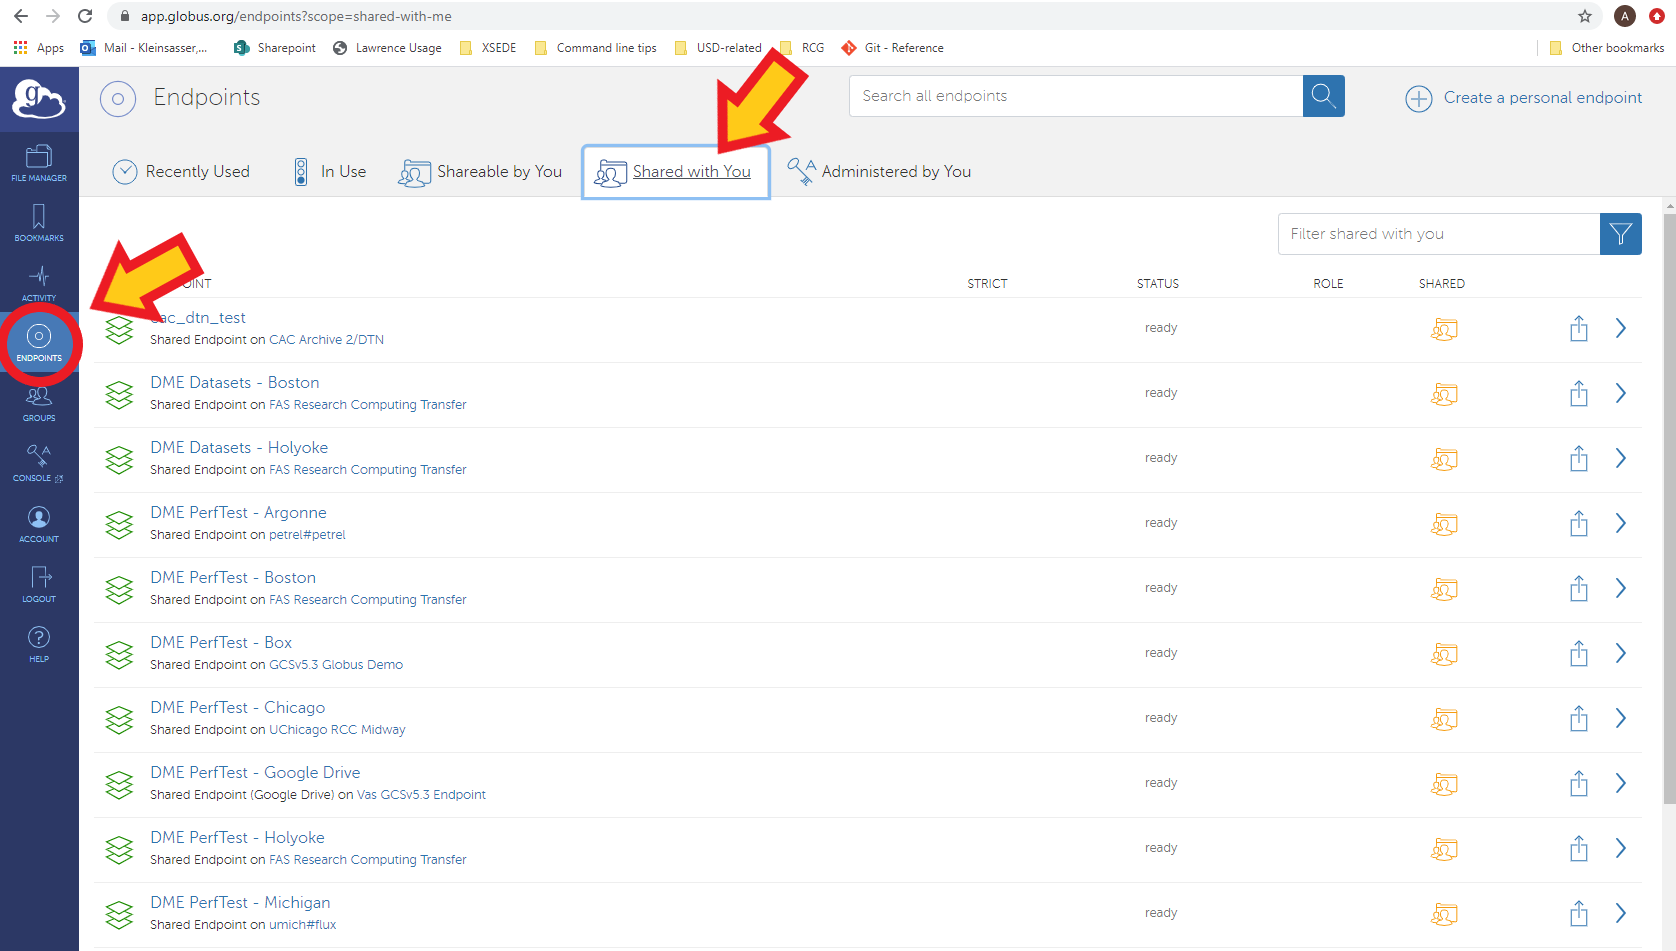 app.globus.org/endpoints?scope=shared-with-me
A
Apps Mail - Kleinsasser,... Sharepoint Lawrence Usage XSEDE Command line tips USD-related RCG Git - Reference Other bookmarks
g
Endpoints
Search all endpoints
Create a personal endpoint
Recently Used In Use Shareable by You Shared with You Administered by You
FILE MANAGER
BOOKMARKS
ACTIVITY
ENDPOINTS
GROUPS
CONSOLE
ACCOUNT
LOGOUT
HELP
Filter shared with you
STRICT STATUS ROLE SHARED
cac_dtn_test
Shared Endpoint on CAC Archive 2/DTN
ready
DME Datasets - Boston
Shared Endpoint on FAS Research Computing Transfer
ready
DME Datasets - Holyoke
Shared Endpoint on FAS Research Computing Transfer
ready
DME PerfTest - Argonne
Shared Endpoint on petrel#petrel
ready
DME PerfTest - Boston
Shared Endpoint on FAS Research Computing Transfer
ready
DME PerfTest - Box
Shared Endpoint on GCSv5.3 Globus Demo
ready
DME PerfTest - Chicago
Shared Endpoint on UChicago RCC Midway
ready
DME PerfTest - Google Drive
Shared Endpoint (Google Drive) on Vas GCSv5.3 Endpoint
ready
DME PerfTest - Holyoke
Shared Endpoint on FAS Research Computing Transfer
ready
DME PerfTest - Michigan
Shared Endpoint on umich#flux
ready